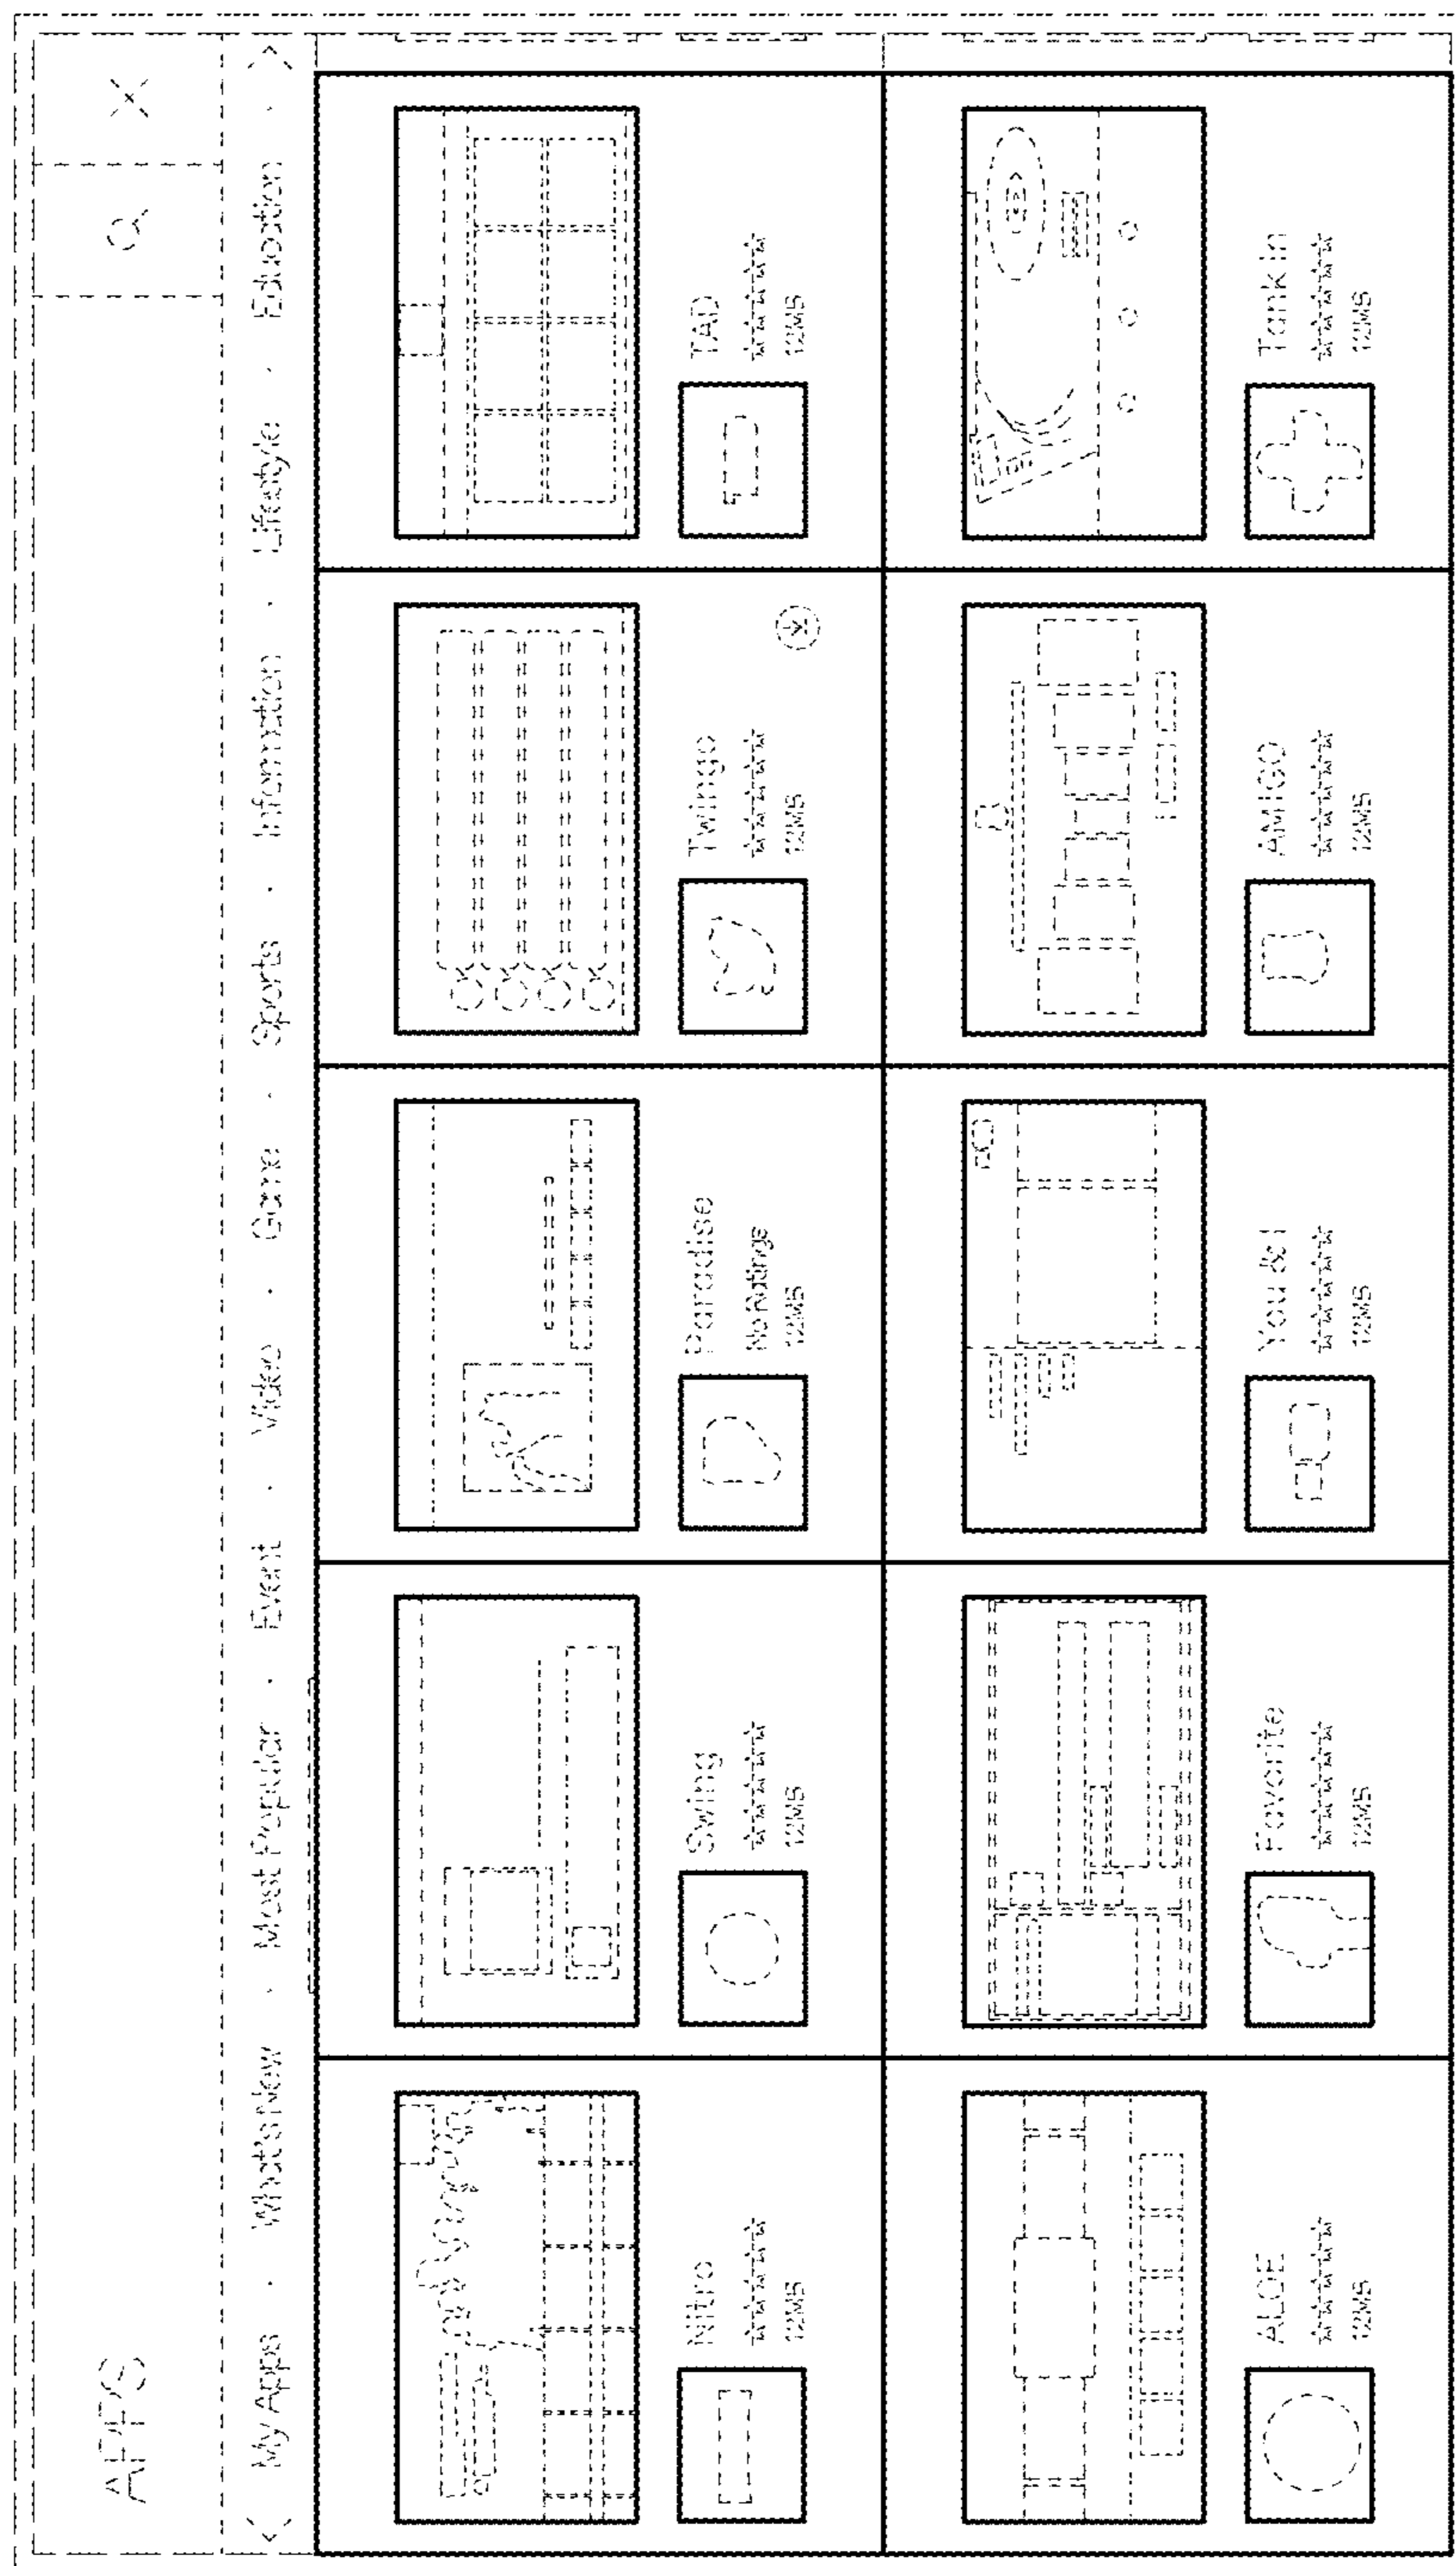 APPS
My Apps · What's New · Most Popular · Event · Video · Game · Sports · Information · Lifestyle · Education ·
Nitro
☆☆☆☆☆
12MB
Swing
☆☆☆☆☆
12MB
Paradise
No Ratings
12MB
Twingo
☆☆☆☆☆
12MB
TAD
☆☆☆☆☆
12MB
ALOE
☆☆☆☆☆
12MB
Favorite
☆☆☆☆☆
12MB
You & I
☆☆☆☆☆
12MB
AMIGO
☆☆☆☆☆
12MB
Tank in
☆☆☆☆☆
12MB